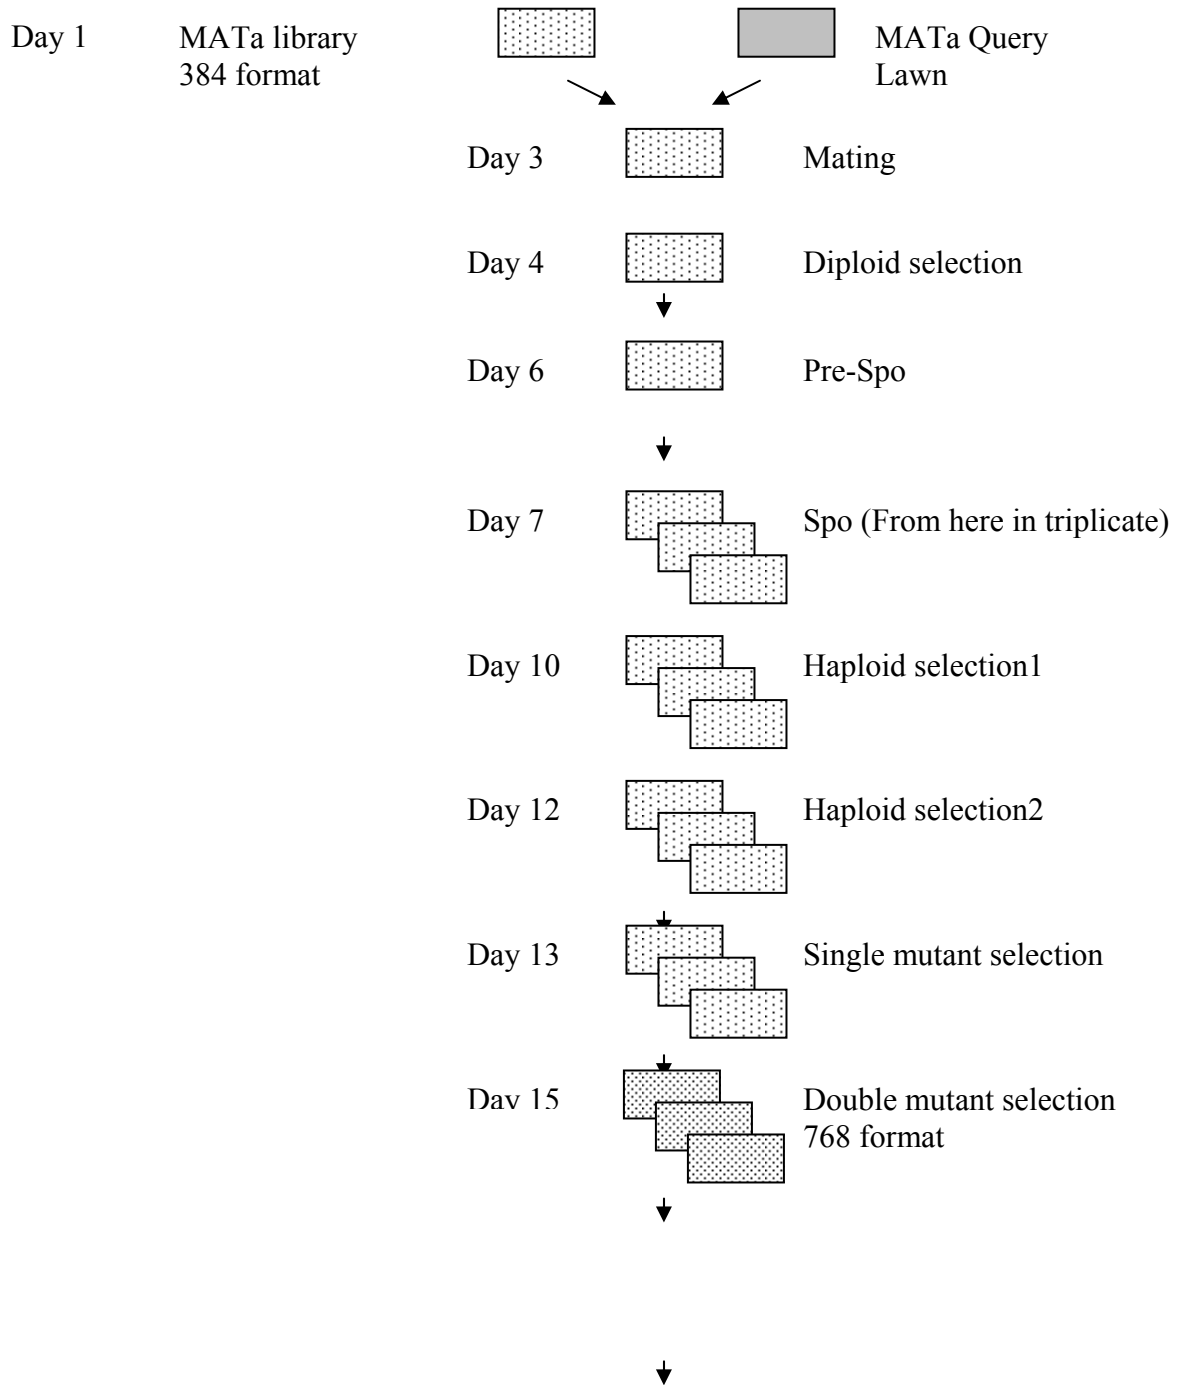 Day 1 MATa library MATa Query
384 format Lawn
Day 3 Mating
Day 4 Diploid selection
Day 6 Pre-Spo
Day 7 Spo (From here in triplicate)
Day 10 Haploid selection1
Day 12 Haploid selection2
Day 13 Single mutant selection
Day 15 Double mutant selection
768 format